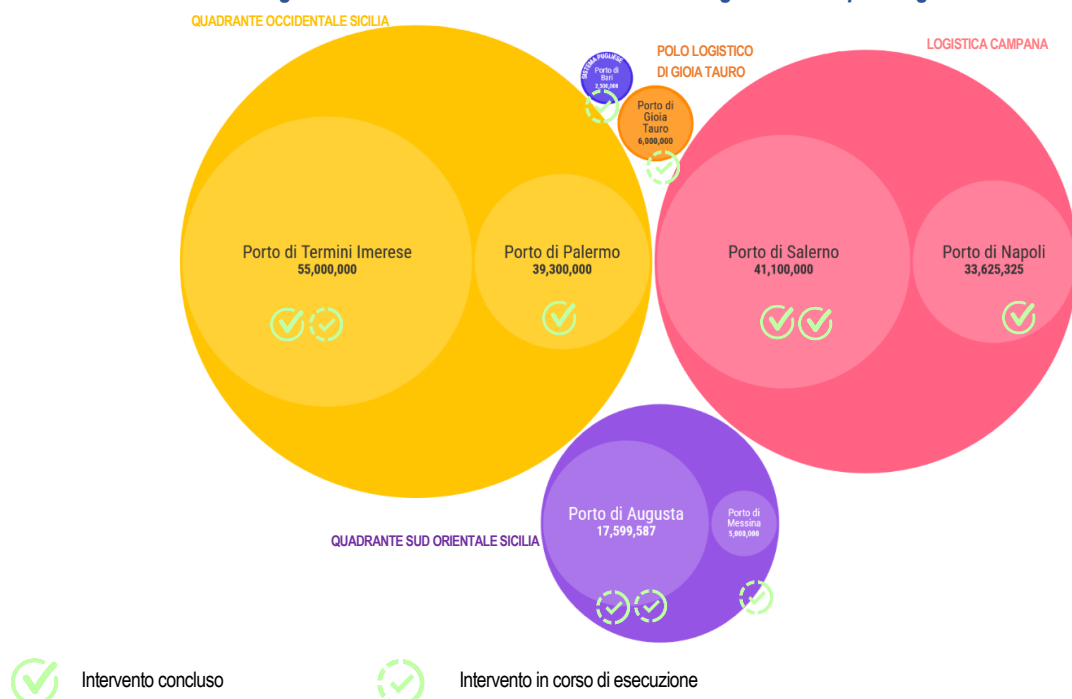 QUADRANTE OCCIDENTALE SICILIA
LOGISTICA CAMPANA
POLO LOGISTICO
DI GIOIA TAURO
SISTEMA PUGLIESE
Porto di
Bari
2,500,000
Porto di
Gioia
Tauro
6,000,000
Porto di Termini Imerese
55,000,000
Porto di Palermo
39,300,000
Porto di Salerno
41,100,000
Porto di Napoli
33,625,325
Porto di Augusta
17,599,587
Porto di
Messina
5,000,000
QUADRANTE SUD ORIENTALE SICILIA
Intervento concluso
Intervento in corso di esecuzione